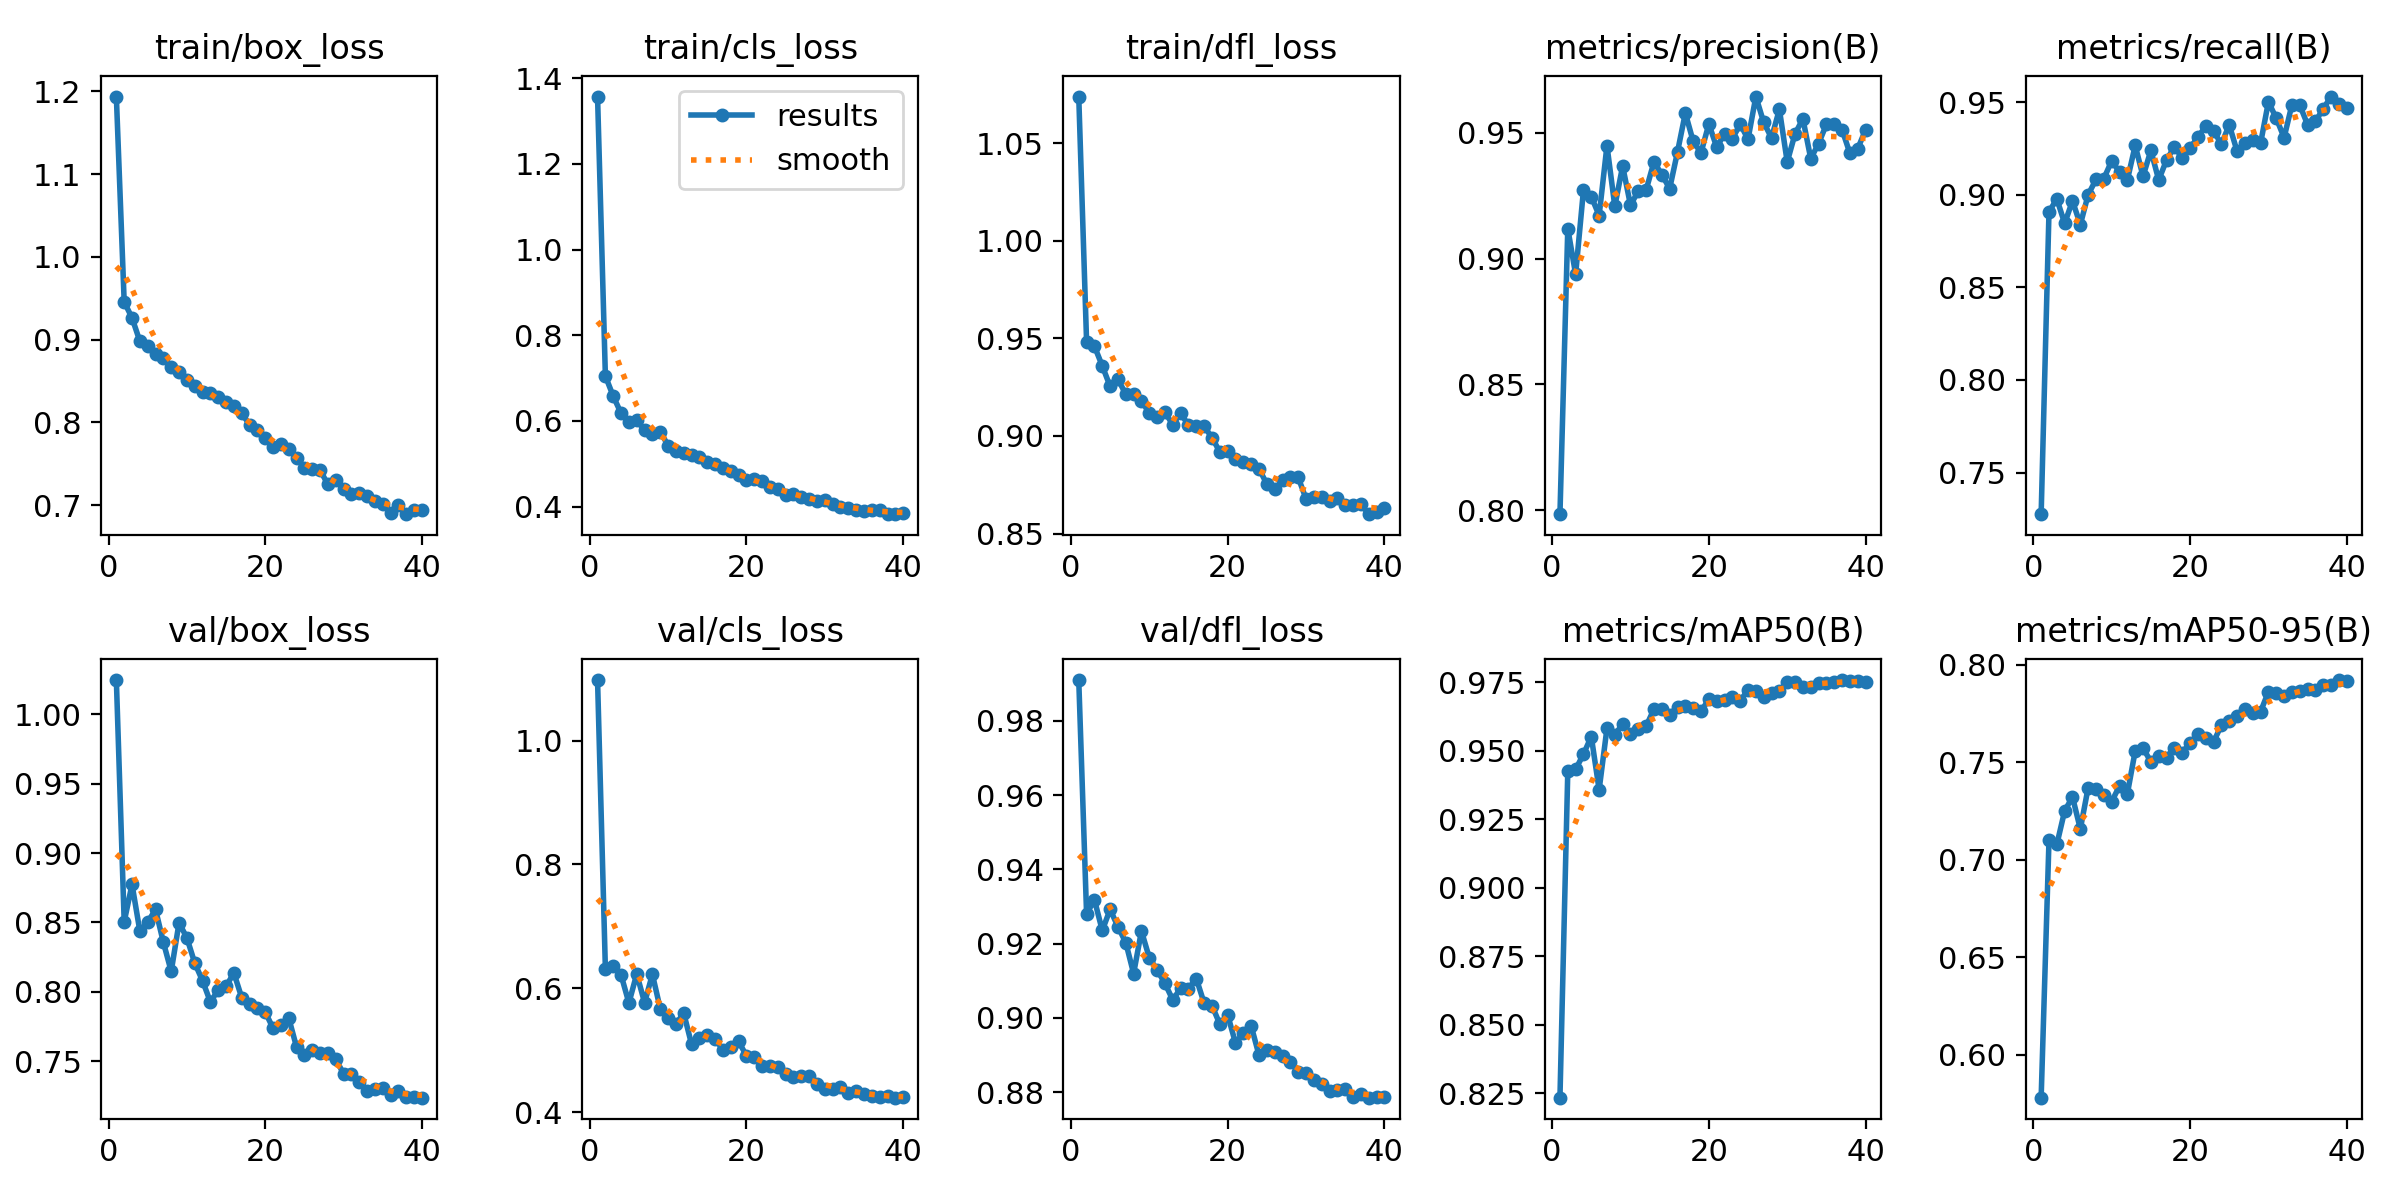 train/box_loss
1.2
1.1
1.0
0.9
0.8
0.7
0 20 40
train/cls_loss
1.4
1.2
1.0
0.8
0.6
0.4
0 20 40
results
smooth
train/dfl_loss
1.05
1.00
0.95
0.90
0.85
0 20 40
metrics/precision(B)
0.95
0.90
0.85
0.80
0 20 40
metrics/recall(B)
0.95
0.90
0.85
0.80
0.75
0 20 40
val/box_loss
1.00
0.95
0.90
0.85
0.80
0.75
0 20 40
val/cls_loss
1.0
0.8
0.6
0.4
0 20 40
val/dfl_loss
0.98
0.96
0.94
0.92
0.90
0.88
0 20 40
metrics/mAP50(B)
0.975
0.950
0.925
0.900
0.875
0.850
0.825
0 20 40
metrics/mAP50-95(B)
0.80
0.75
0.70
0.65
0.60
0 20 40